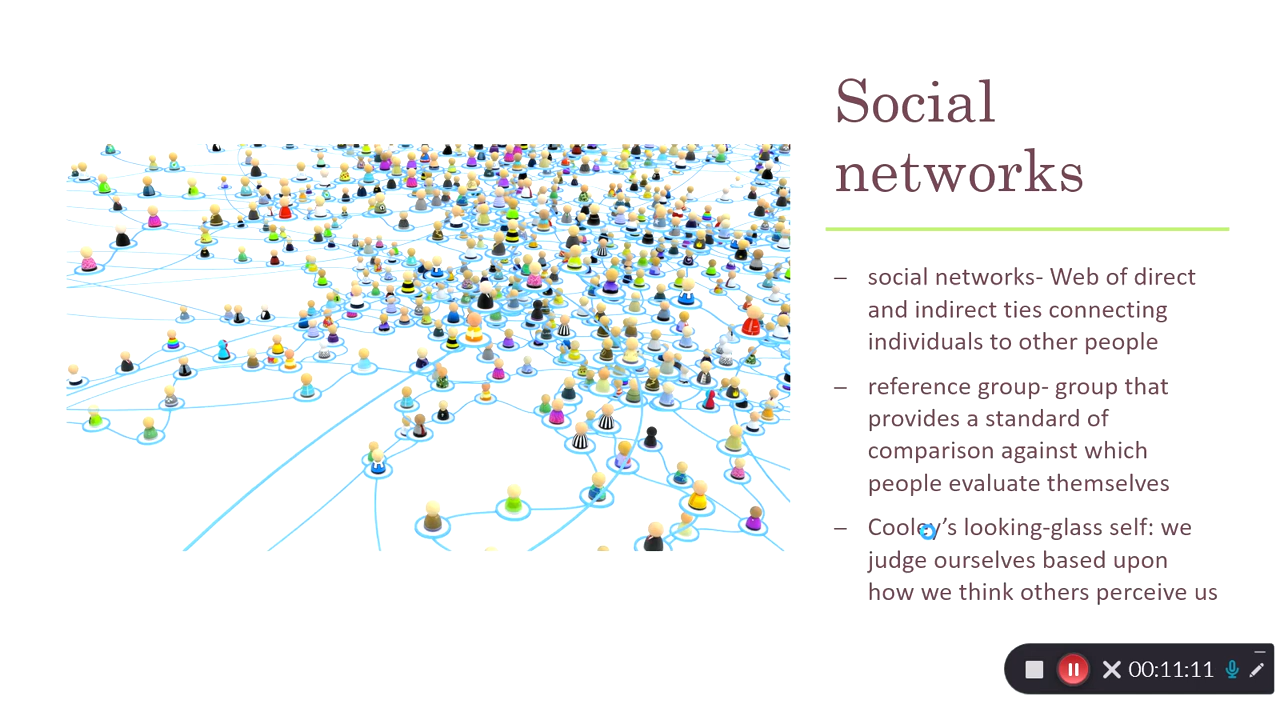 Social
networks
– social networks- Web of direct
and indirect ties connecting
individuals to other people
– reference group- group that
provides a standard of
comparison against which
people evaluate themselves
– Cooley’s looking-glass self: we
judge ourselves based upon
how we think others perceive us
00:11:11